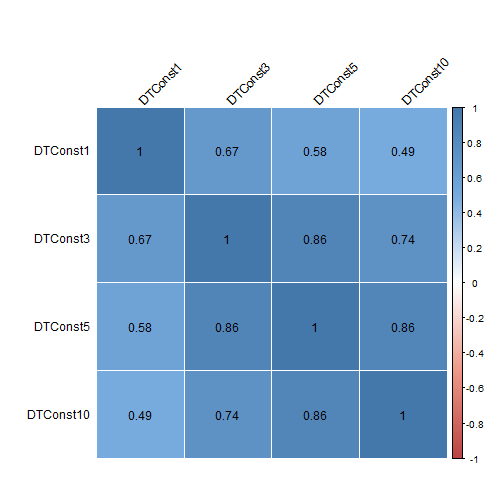 DTConst1 DTConst3 DTConst5 DTConst10
DTConst1 1 0.67 0.58 0.49
DTConst3 0.67 1 0.86 0.74
DTConst5 0.58 0.86 1 0.86
DTConst10 0.49 0.74 0.86 1
1
0.8
0.6
0.4
0.2
0
-0.2
-0.4
-0.6
-0.8
-1